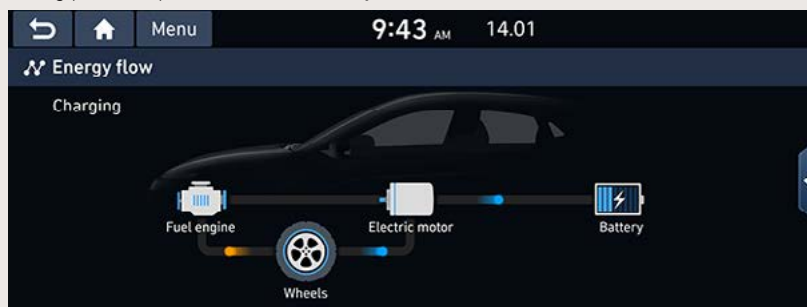 Menu 9:43 AM 14.01
Energy flow
Charging
Fuel engine Electric motor Battery
Wheels